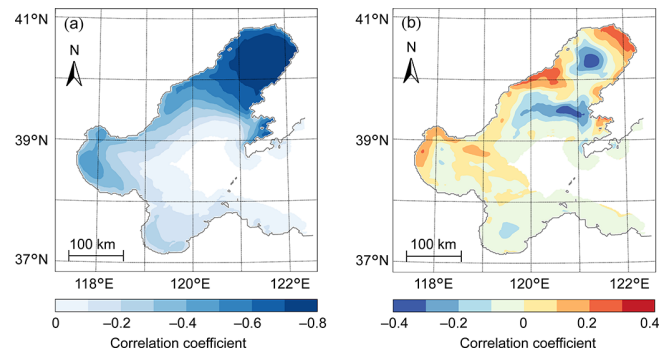 (a)
41°N
N
39°N
37°N
100 km
118°E 120°E 122°E
0 –0.2 –0.4 –0.6 –0.8
Correlation coefficient
(b)
41°N
N
39°N
37°N
100 km
118°E 120°E 122°E
–0.4 –0.2 0 0.2 0.4
Correlation coefficient